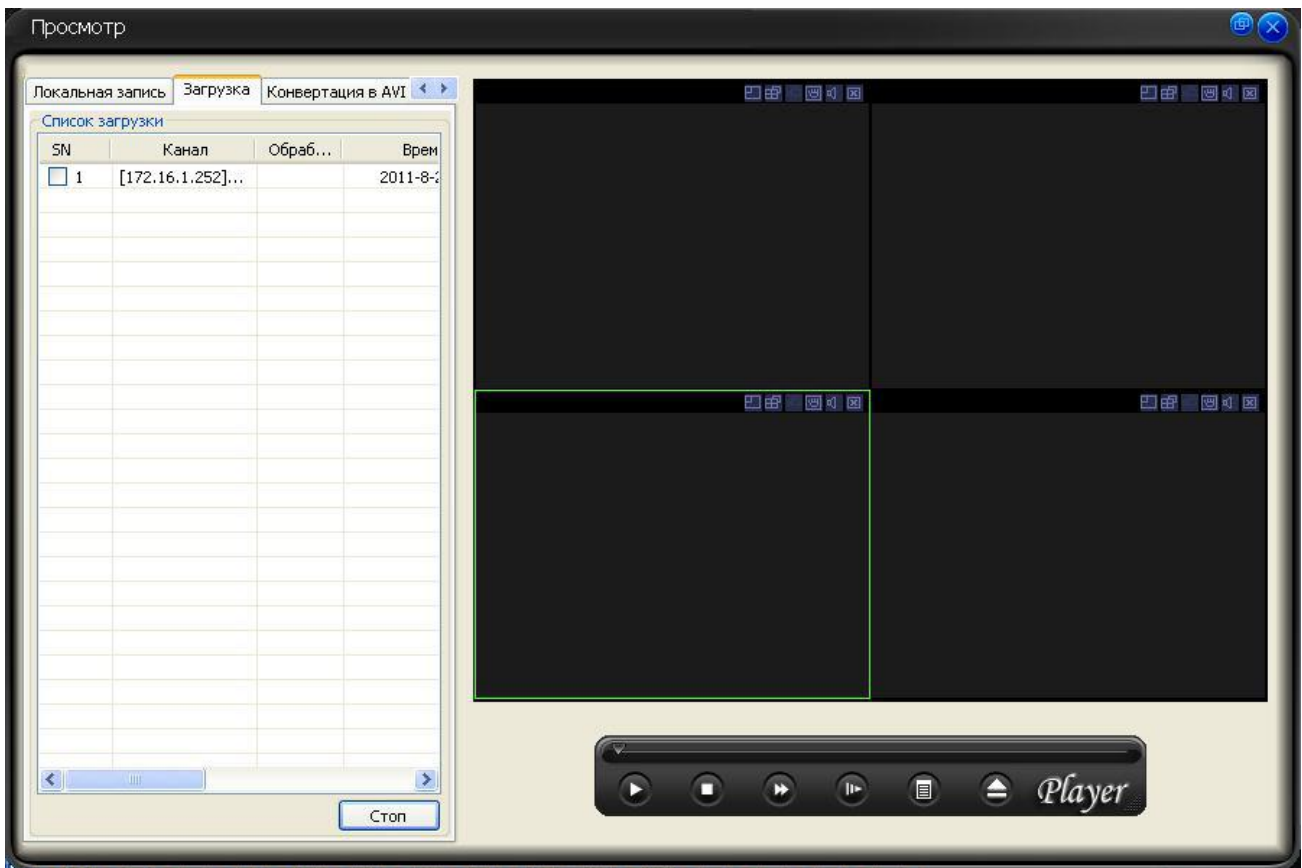 Просмотр
Локальная запись Загрузка Конвертация в AVI
Список загрузки
SN Канал Обраб... Врем
1 [172.16.1.252]... 2011-8-
Player
Стоп